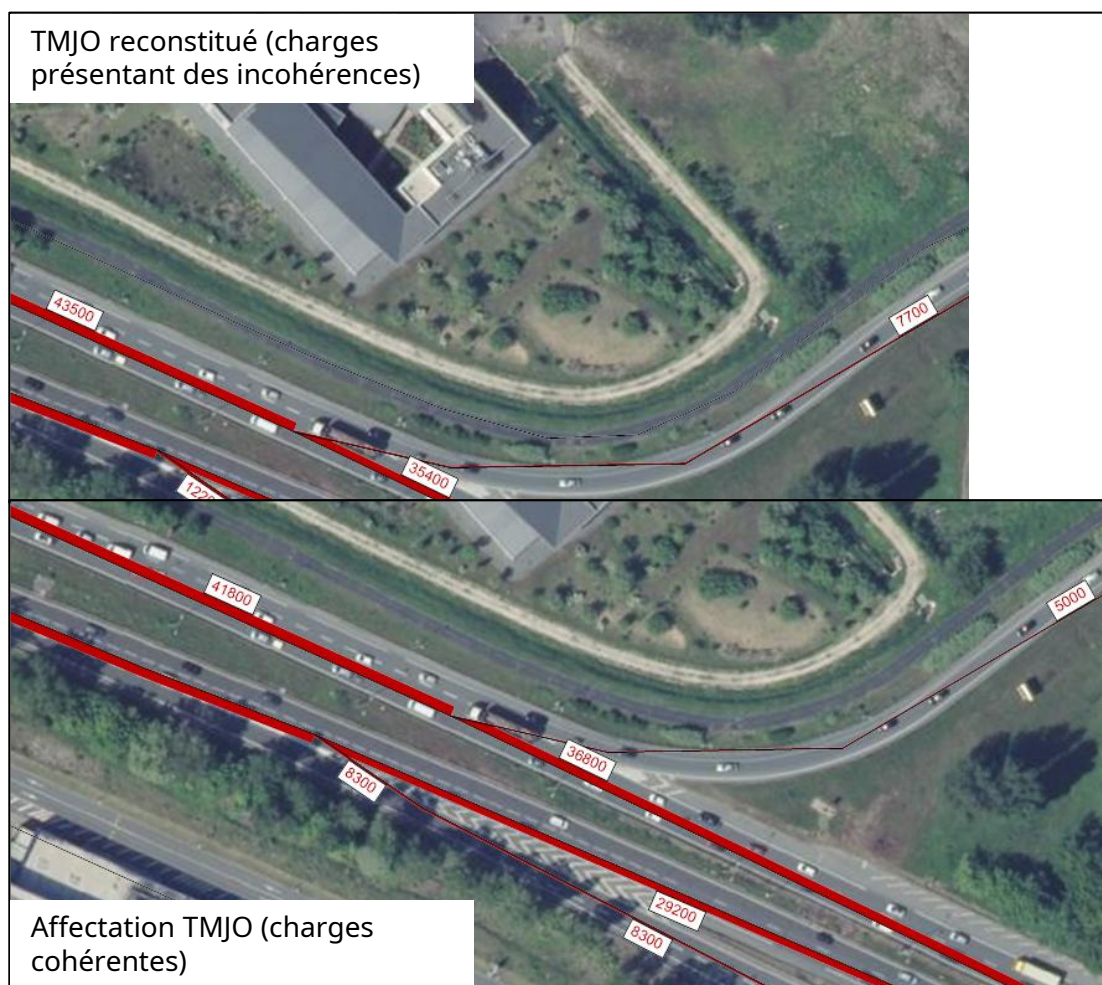 TMJO reconstitué (charges
présentant des incohérences)
43500
7700
35400
41800
5000
36800
8300
29200
8300
Affectation TMJO (charges
cohérentes)